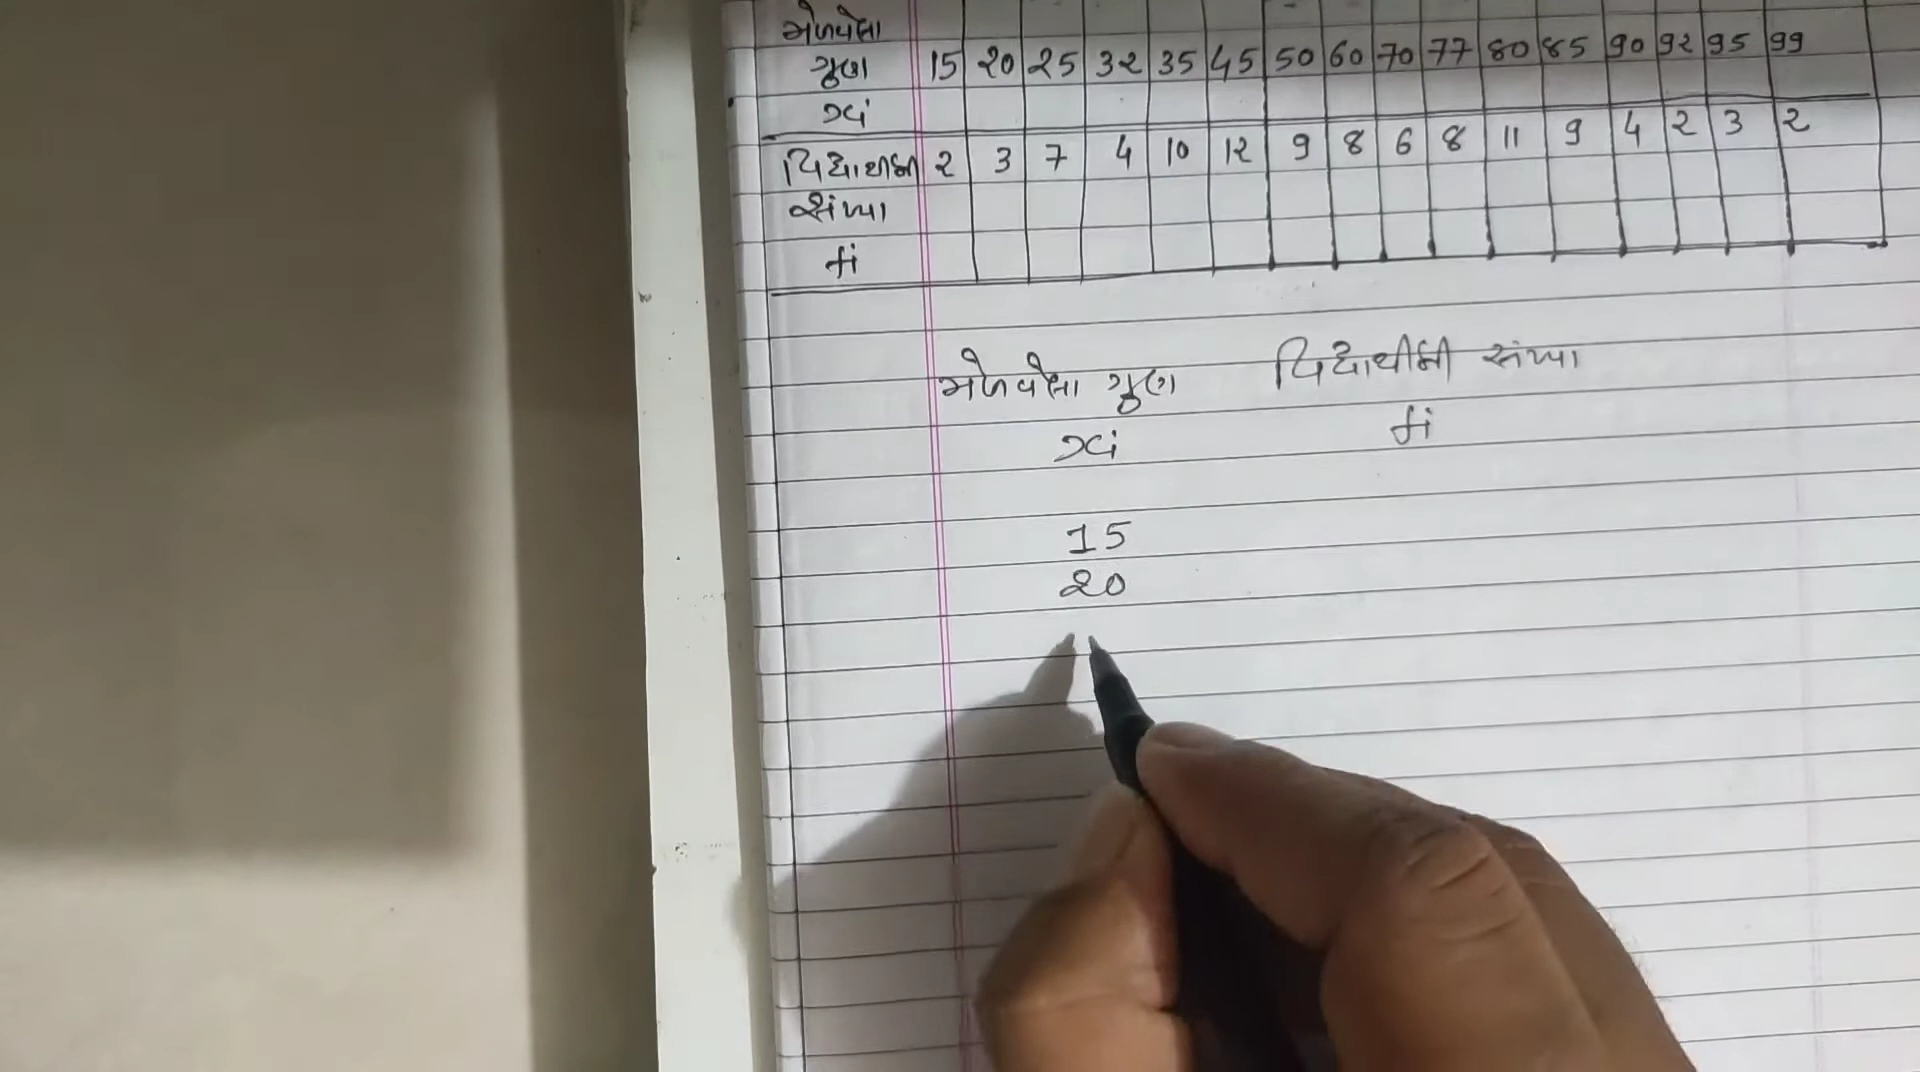 મેળવેલા
ગુણ 15 20 25 32 35 45 50 60 70 77 80 85 90 92 95 99
xi
વિદ્યાર્થીની 2 3 7 4 10 12 9 8 6 8 11 9 4 2 3 2
સંખ્યા
fi
મેળવેલા ગુણ વિદ્યાર્થીની સંખ્યા
xi fi
15
20